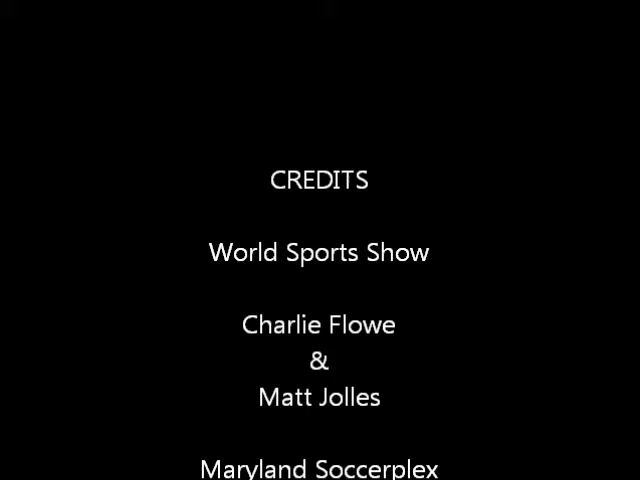 CREDITS
World Sports Show
Charlie Flowe
&
Matt Jolles
Maryland Soccerplex